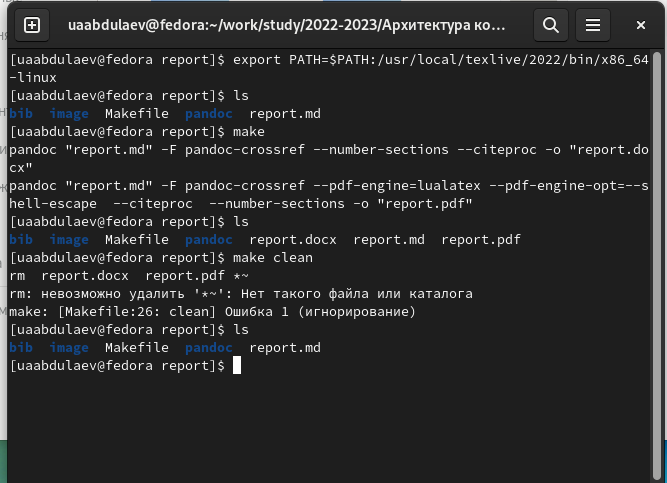 uaabdulaev@fedora:~/work/study/2022-2023/Архитектура ко...
[uaabdulaev@fedora report]$ export PATH=$PATH:/usr/local/texlive/2022/bin/x86_64
-linux
[uaabdulaev@fedora report]$ ls
bib  image  Makefile  pandoc  report.md
[uaabdulaev@fedora report]$ make
pandoc "report.md" -F pandoc-crossref --number-sections --citeproc -o "report.do
cx"
pandoc "report.md" -F pandoc-crossref --pdf-engine=lualatex --pdf-engine-opt=--s
hell-escape  --citeproc  --number-sections -o "report.pdf"
[uaabdulaev@fedora report]$ ls
bib  image  Makefile  pandoc  report.docx  report.md  report.pdf
[uaabdulaev@fedora report]$ make clean
rm  report.docx  report.pdf *~
rm: невозможно удалить '*~': Нет такого файла или каталога
make: [Makefile:26: clean] Ошибка 1 (игнорирование)
[uaabdulaev@fedora report]$ ls
bib  image  Makefile  pandoc  report.md
[uaabdulaev@fedora report]$